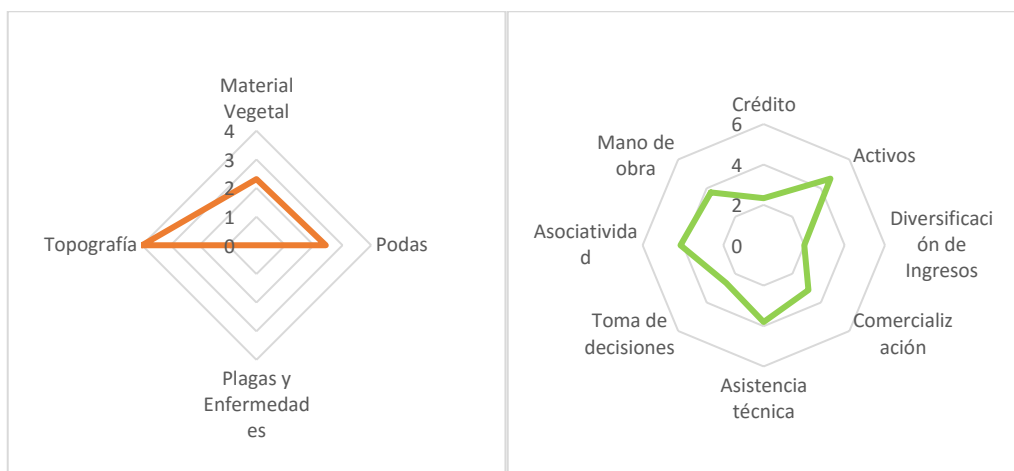 Material
Vegetal
4
3
2
1
0
Topografía
Podas
Plagas y
Enfermedad
es
Crédito
6
4
2
0
Mano de
obra
Activos
Asociativida
d
Diversificaci
ón de
Ingresos
Toma de
decisiones
Comercializ
ación
Asistencia
técnica